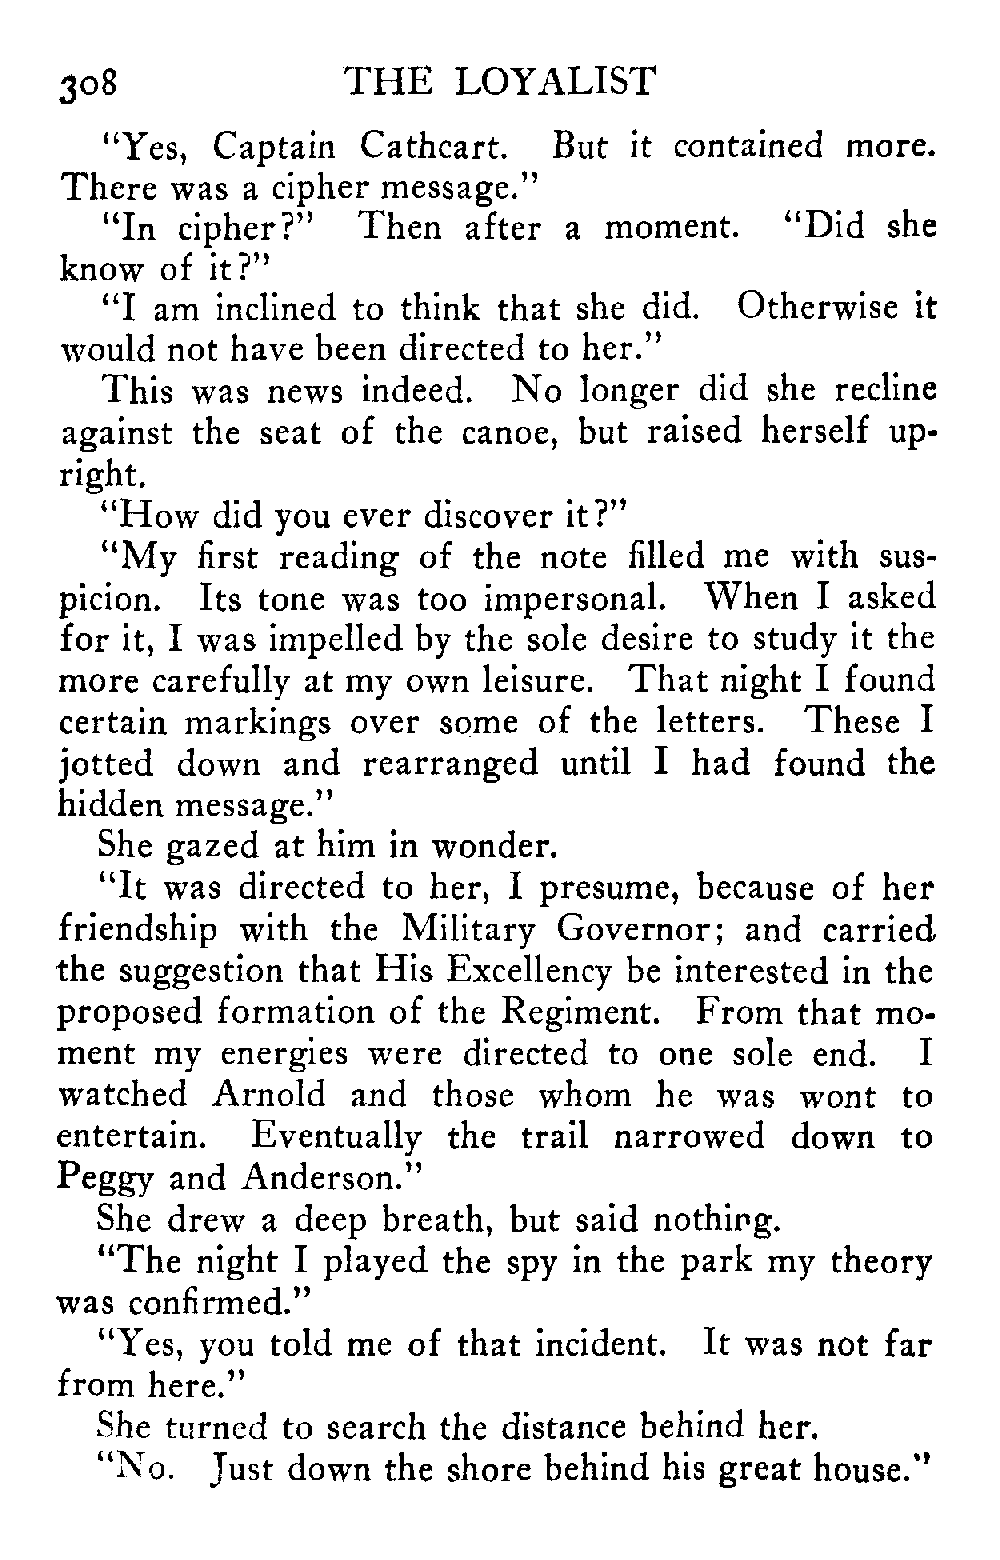 308 THE LOYALIST
“Yes, Captain Cathcart. But it contained more.
There was a cipher message.”
“In cipher?” Then after a moment. “Did she
know of it?”
“I am inclined to think that she did. Otherwise it
would not have been directed to her.”
This was news indeed. No longer did she recline
against the seat of the canoe, but raised herself up-
right.
“How did you ever discover it?”
“My first reading of the note filled me with sus-
picion. Its tone was too impersonal. When I asked
for it, I was impelled by the sole desire to study it the
more carefully at my own leisure. That night I found
certain markings over some of the letters. These I
jotted down and rearranged until I had found the
hidden message.”
She gazed at him in wonder.
“It was directed to her, I presume, because of her
friendship with the Military Governor; and carried
the suggestion that His Excellency be interested in the
proposed formation of the Regiment. From that mo-
ment my energies were directed to one sole end. I
watched Arnold and those whom he was wont to
entertain. Eventually the trail narrowed down to
Peggy and Anderson.”
She drew a deep breath, but said nothing.
“The night I played the spy in the park my theory
was confirmed.”
“Yes, you told me of that incident. It was not far
from here.”
She turned to search the distance behind her.
“No. Just down the shore behind his great house.”